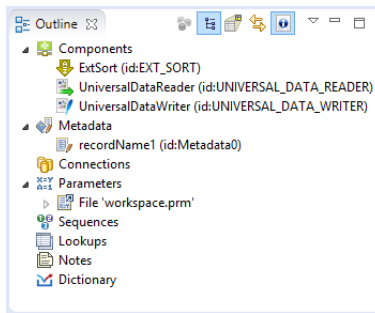 Outline
Components
ExtSort (id:EXT_SORT)
UniversalDataReader (id:UNIVERSAL_DATA_READER)
UniversalDataWriter (id:UNIVERSAL_DATA_WRITER)
Metadata
recordName1 (id:Metadata0)
Connections
Parameters
File 'workspace.prm'
Sequences
Lookups
Notes
Dictionary